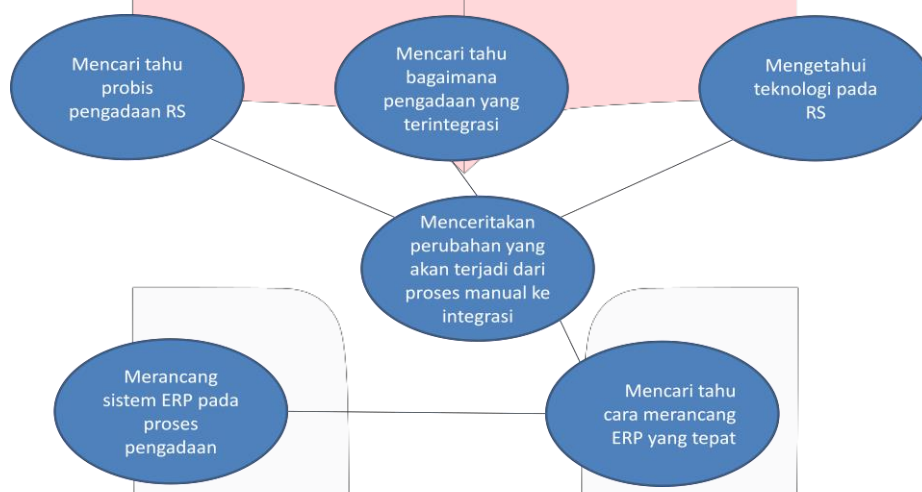 Mencari tahu
probis
pengadaan RS
Mencari tahu
bagaimana
pengadaan yang
terintegrasi
Mengetahui
teknologi pada
RS
Menceritakan
perubahan yang
akan terjadi dari
proses manual ke
integrasi
Merancang
sistem ERP pada
proses
pengadaan
Mencari tahu
cara merancang
ERP yang tepat